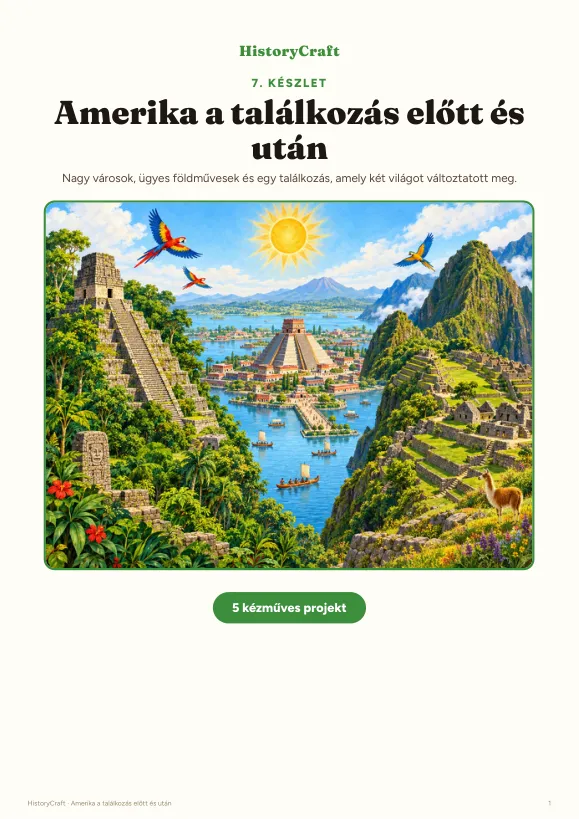 HistoryCraft
7. KÉSZLET
Amerika a találkozás előtt és
után
Nagy városok, ügyes földművesek és egy találkozás, amely két világot változtatott meg.
5 kézműves projekt
HistoryCraft · Amerika a találkozás előtt és után
1